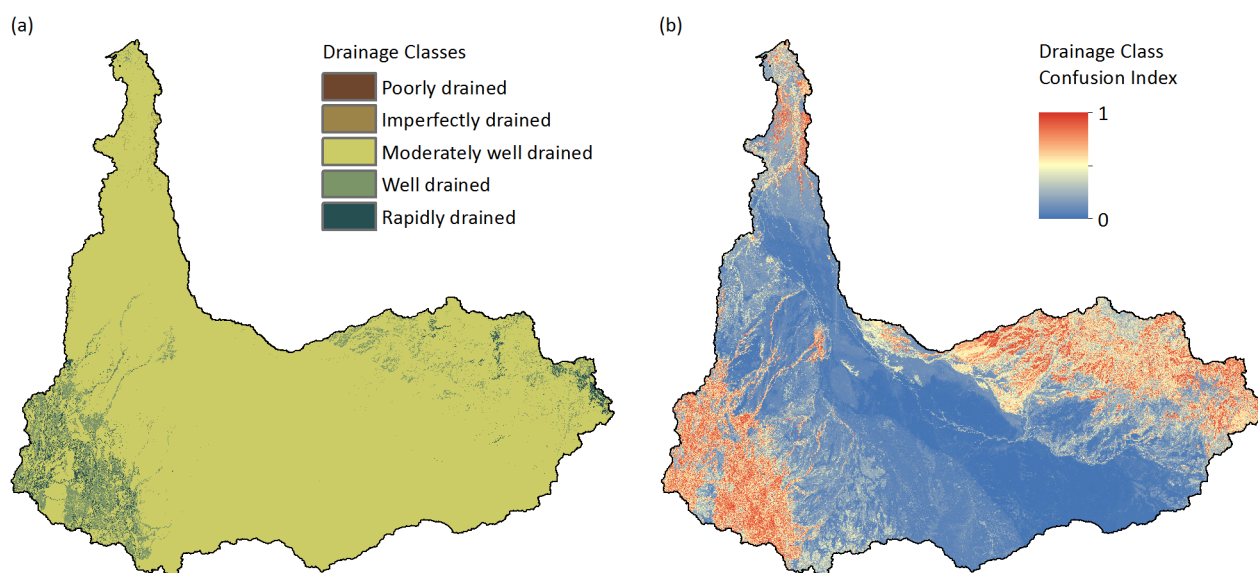 (a)
Drainage Classes
Poorly drained
Imperfectly drained
Moderately well drained
Well drained
Rapidly drained
(b)
Drainage Class
Confusion Index
1
0